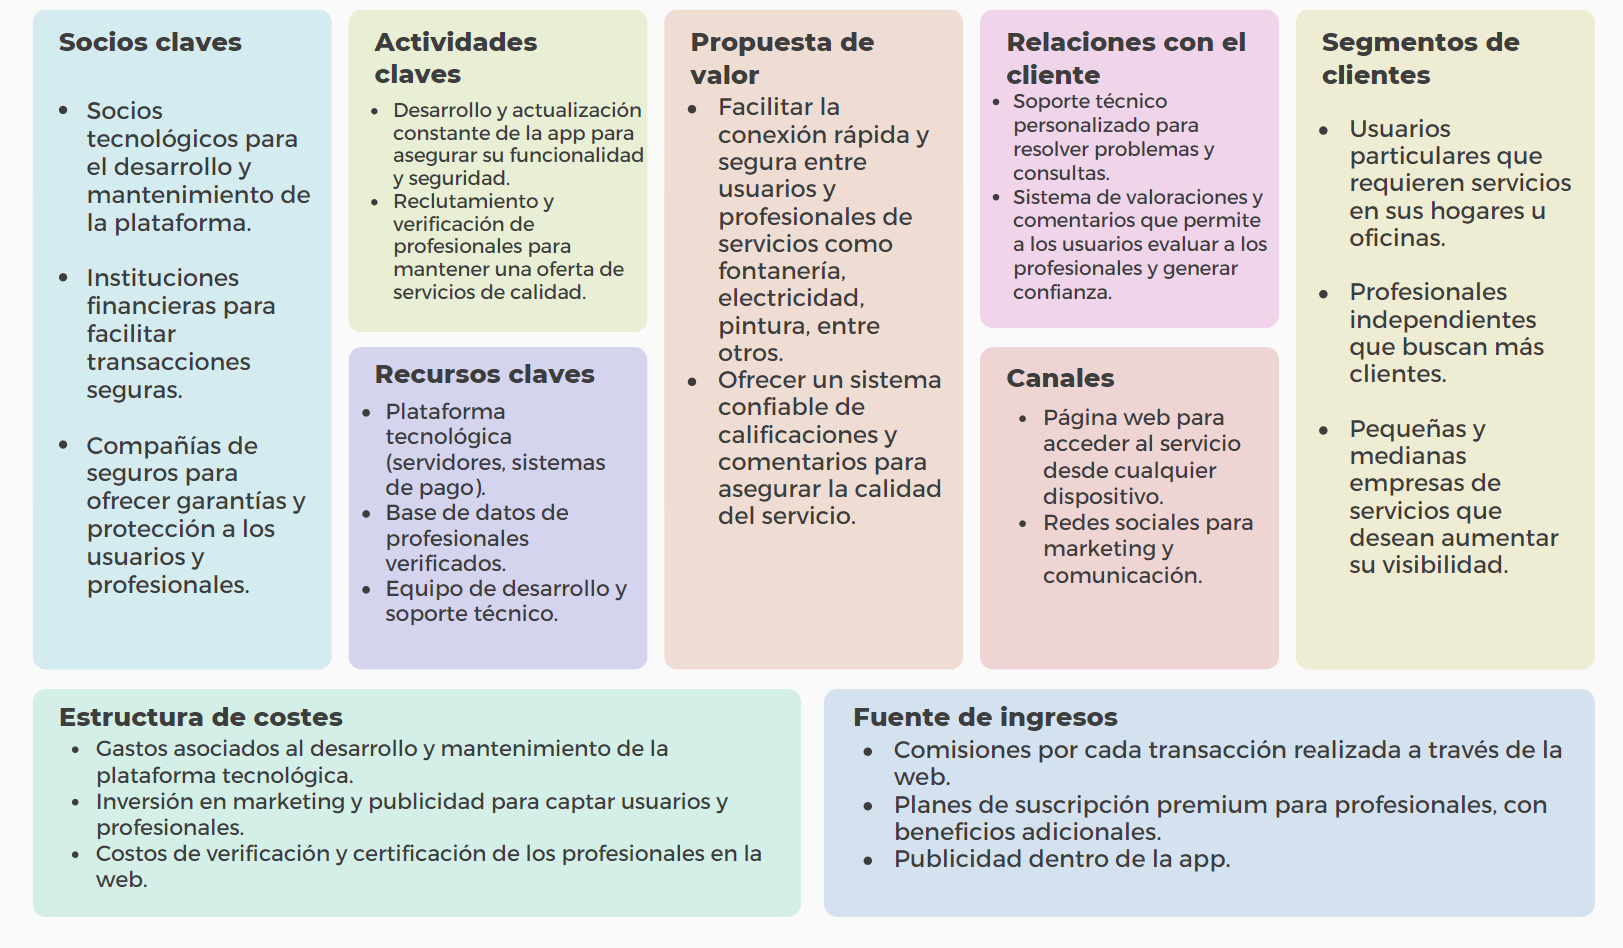 Socios claves
Socios
tecnológicos para
el desarrollo y
mantenimiento de
la plataforma.
Instituciones
financieras para
facilitar
transacciones
seguras.
Compañías de
seguros para
ofrecer garantías y
protección a los
usuarios y
profesionales.
Actividades
claves
Desarrollo y actualización
constante de la app para
asegurar su funcionalidad
y seguridad.
Reclutamiento y
verificación de
profesionales para
mantener una oferta de
servicios de calidad.
Recursos claves
Plataforma
tecnológica
(servidores, sistemas
de pago).
Base de datos de
profesionales
verificados.
Equipo de desarrollo y
soporte técnico.
Propuesta de
valor
Facilitar la
conexión rápida y
segura entre
usuarios y
profesionales de
servicios como
fontanería,
electricidad,
pintura, entre
otros.
Ofrecer un sistema
confiable de
calificaciones y
comentarios para
asegurar la calidad
del servicio.
Relaciones con el
cliente
Soporte técnico
personalizado para
resolver problemas y
consultas.
Sistema de valoraciones y
comentarios que permite
a los usuarios evaluar a los
profesionales y generar
confianza.
Canales
Página web para
acceder al servicio
desde cualquier
dispositivo.
Redes sociales para
marketing y
comunicación.
Segmentos de
clientes
Usuarios
particulares que
requieren servicios
en sus hogares u
oficinas.
Profesionales
independientes
que buscan más
clientes.
Pequeñas y
medianas
empresas de
servicios que
desean aumentar
su visibilidad.
Estructura de costes
Gastos asociados al desarrollo y mantenimiento de la
plataforma tecnológica.
Inversión en marketing y publicidad para captar usuarios y
profesionales.
Costos de verificación y certificación de los profesionales en la
web.
Fuente de ingresos
Comisiones por cada transacción realizada a través de la
web.
Planes de suscripción premium para profesionales, con
beneficios adicionales.
Publicidad dentro de la app.